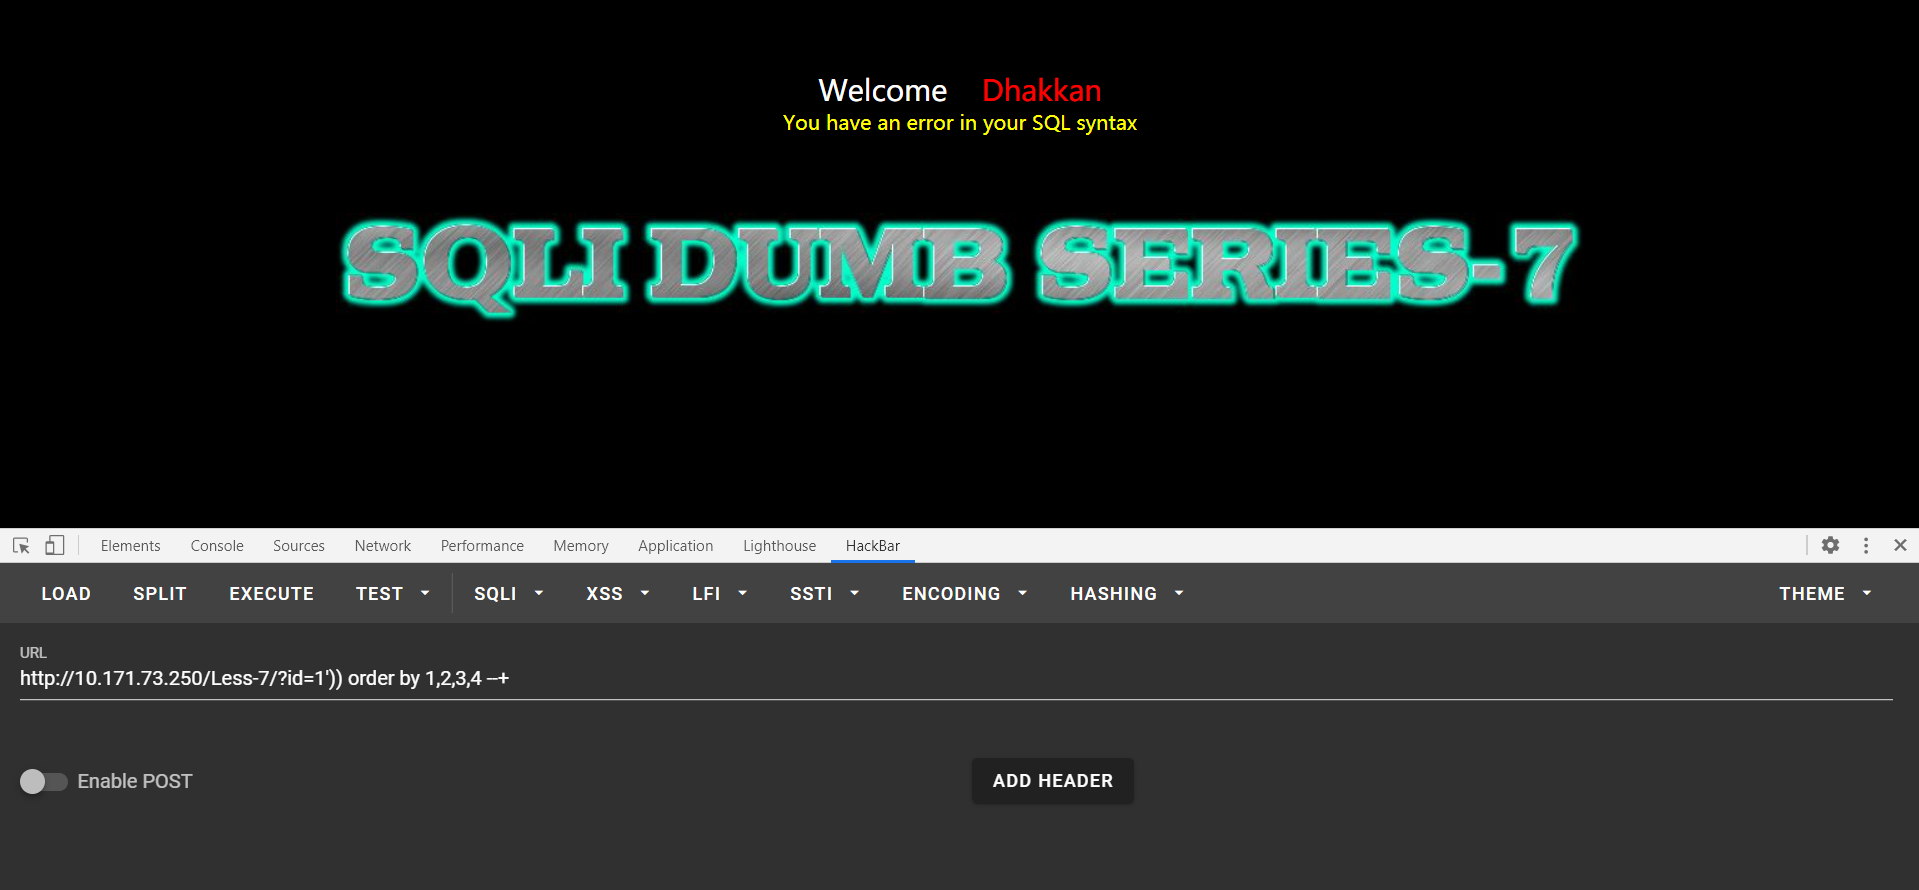 Welcome Dhakkan
You have an error in your SQL syntax
SQLI DUMB SERIES-7
Elements Console Sources Network Performance Memory Application Lighthouse HackBar
LOAD SPLIT EXECUTE TEST SQLI XSS LFI SSTI ENCODING HASHING THEME
URL
http://10.171.73.250/Less-7/?id=1')) order by 1,2,3,4 --+
Enable POST
ADD HEADER